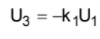 U₃ = –k₁U₁